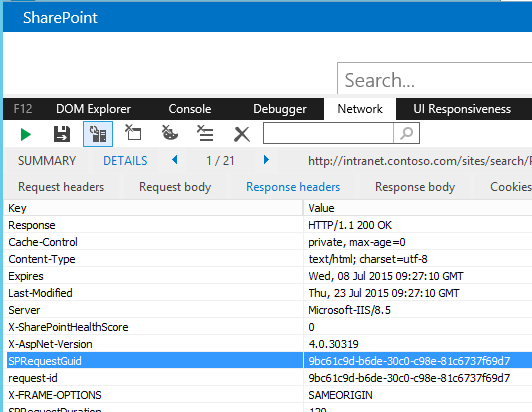 SharePoint
Search...
F12 DOM Explorer Console Debugger Network UI Responsiveness
SUMMARY DETAILS 1 / 21 http://intranet.contoso.com/sites/search/
Request headers Request body Response headers Response body Cookies
Key Value
Response HTTP/1.1 200 OK
Cache-Control private, max-age=0
Content-Type text/html; charset=utf-8
Expires Wed, 08 Jul 2015 09:27:10 GMT
Last-Modified Thu, 23 Jul 2015 09:27:10 GMT
Server Microsoft-IIS/8.5
X-SharePointHealthScore 0
X-AspNet-Version 4.0.30319
SPRequestGuid 9bc61c9d-b6de-30c0-c98e-81c6737f69d7
request-id 9bc61c9d-b6de-30c0-c98e-81c6737f69d7
X-FRAME-OPTIONS SAMEORIGIN
SPRequestDuration 120